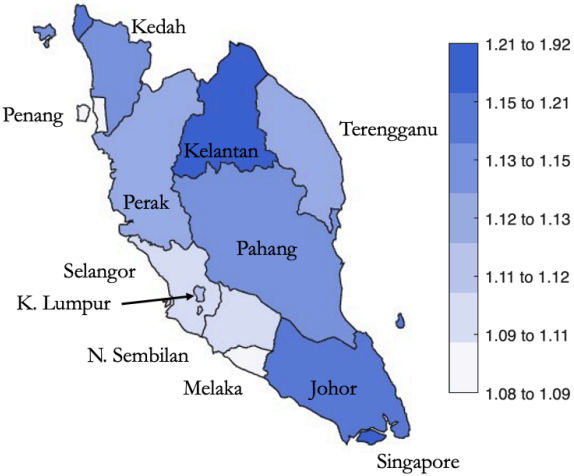 Kedah
1.21 to 1.92
1.15 to 1.21
Penang
Terengganu
Kelantan
1.13 to 1.15
Perak
1.12 to 1.13
Pahang
Selangor
1.11 to 1.12
K. Lumpur
1.09 to 1.11
N. Sembilan
Melaka
Johor
1.08 to 1.09
Singapore